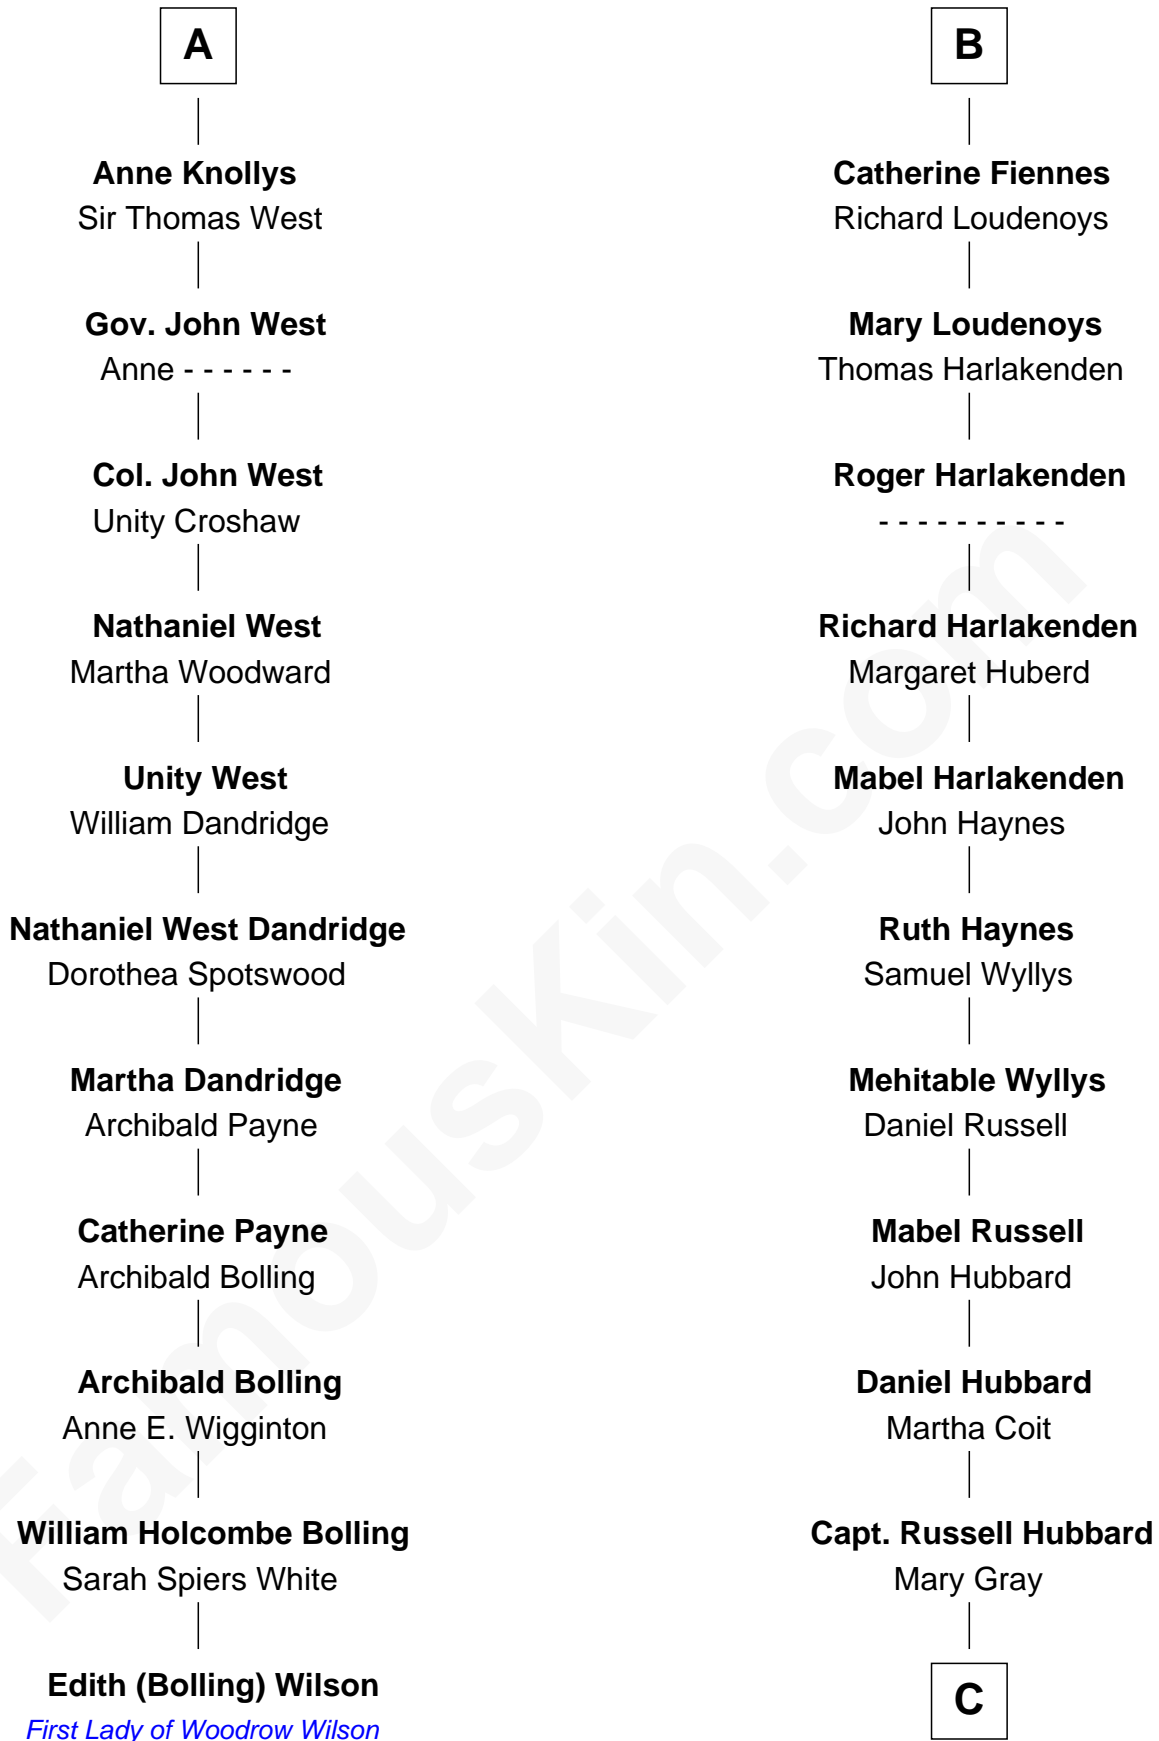 A
Anne Knollys
Sir Thomas West
Gov. John West
Anne - - - - - -
Col. John West
Unity Croshaw
Nathaniel West
Martha Woodward
Unity West
William Dandridge
Nathaniel West Dandridge
Dorothea Spotswood
Martha Dandridge
Archibald Payne
Catherine Payne
Archibald Bolling
Archibald Bolling
Anne E. Wigginton
William Holcombe Bolling
Sarah Spiers White
Edith (Bolling) Wilson
First Lady of Woodrow Wilson
B
Catherine Fiennes
Richard Loudenoys
Mary Loudenoys
Thomas Harlakenden
Roger Harlakenden
- - - - - - - - - -
Richard Harlakenden
Margaret Huberd
Mabel Harlakenden
John Haynes
Ruth Haynes
Samuel Wyllys
Mehitable Wyllys
Daniel Russell
Mabel Russell
John Hubbard
Daniel Hubbard
Martha Coit
Capt. Russell Hubbard
Mary Gray
C
FamousKin.com